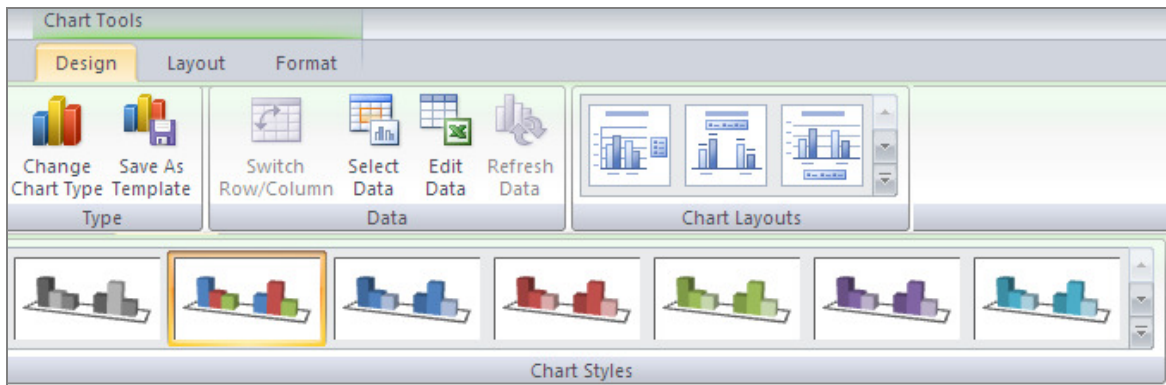 Chart Tools
Design Layout Format
Change Chart Type
Save As Template
Switch Row/Column
Select Data
Edit Data
Refresh Data
Type
Data
Chart Layouts
Chart Styles